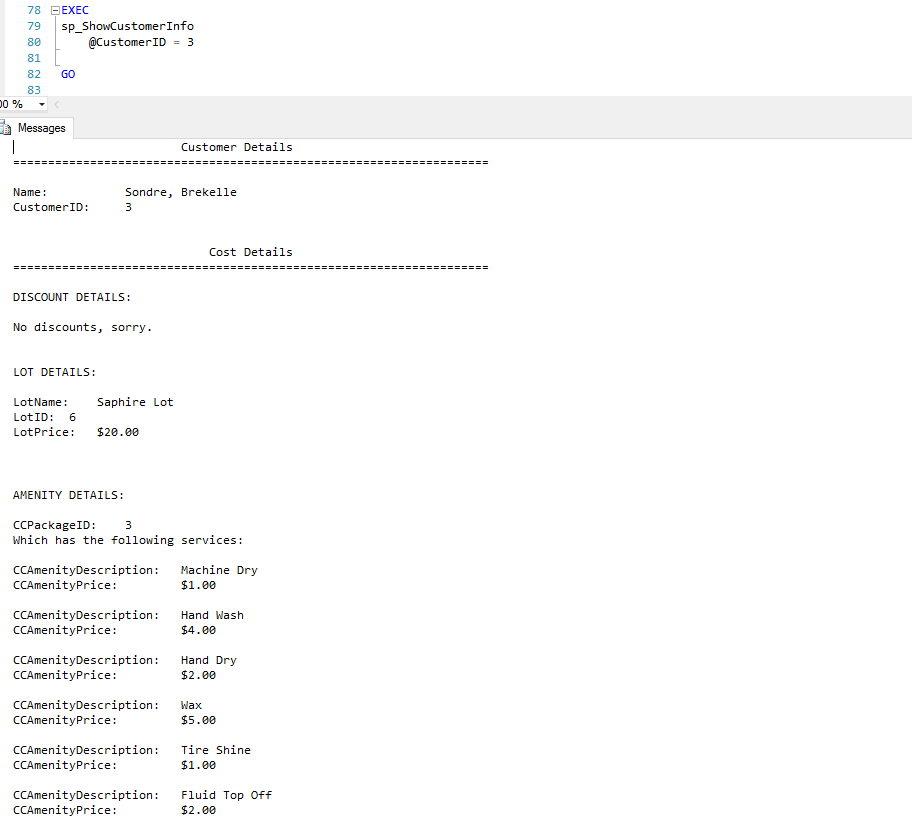 78 EXEC
79 sp_ShowCustomerInfo
80 @CustomerID = 3
81
82 GO
83
00 %
Messages
Customer Details
====================================================================
Name: Sondre, Brekelle
CustomerID: 3
Cost Details
====================================================================
DISCOUNT DETAILS:
No discounts, sorry.
LOT DETAILS:
LotName: Saphire Lot
LotID: 6
LotPrice: $20.00
AMENITY DETAILS:
CCPackageID: 3
Which has the following services:
CCAmenityDescription: Machine Dry
CCAmenityPrice: $1.00
CCAmenityDescription: Hand Wash
CCAmenityPrice: $4.00
CCAmenityDescription: Hand Dry
CCAmenityPrice: $2.00
CCAmenityDescription: Wax
CCAmenityPrice: $5.00
CCAmenityDescription: Tire Shine
CCAmenityPrice: $1.00
CCAmenityDescription: Fluid Top Off
CCAmenityPrice: $2.00